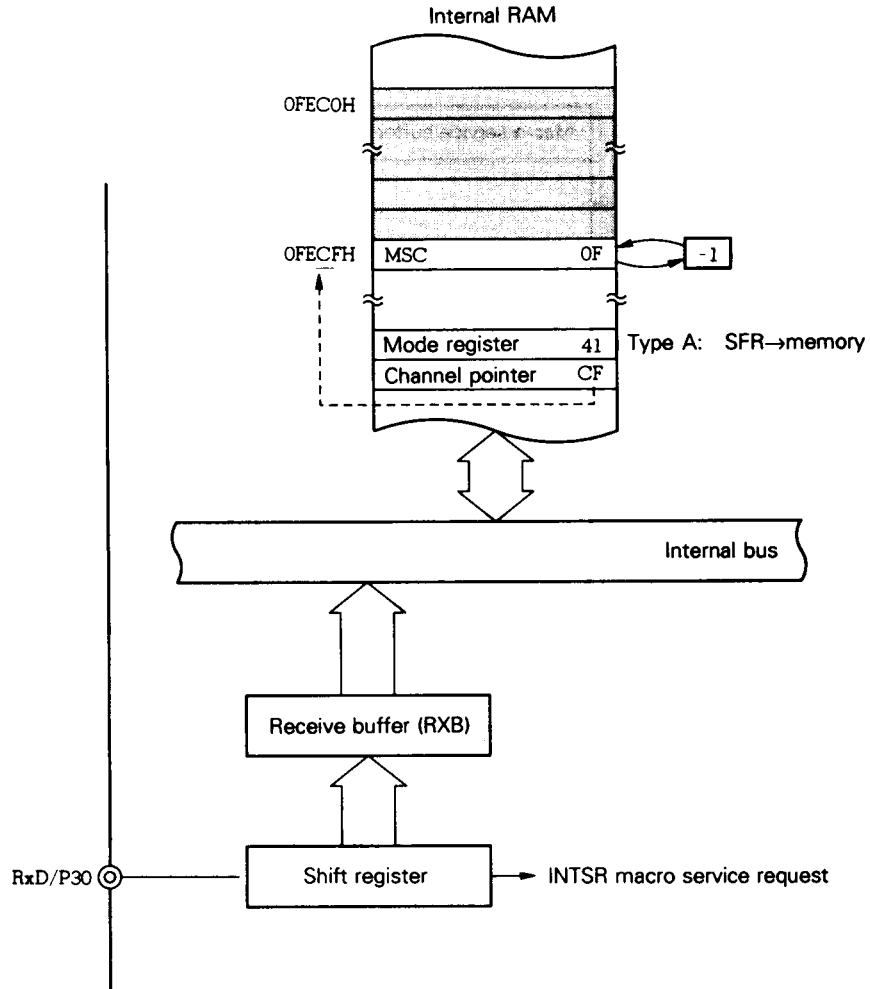 Internal RAM
0FEC0H
0FECFH
MSC 0F
-1
Mode register 41
Type A: SFR→memory
Channel pointer CF
Internal bus
Receive buffer (RXB)
RxD/P30
Shift register
INTSR macro service request